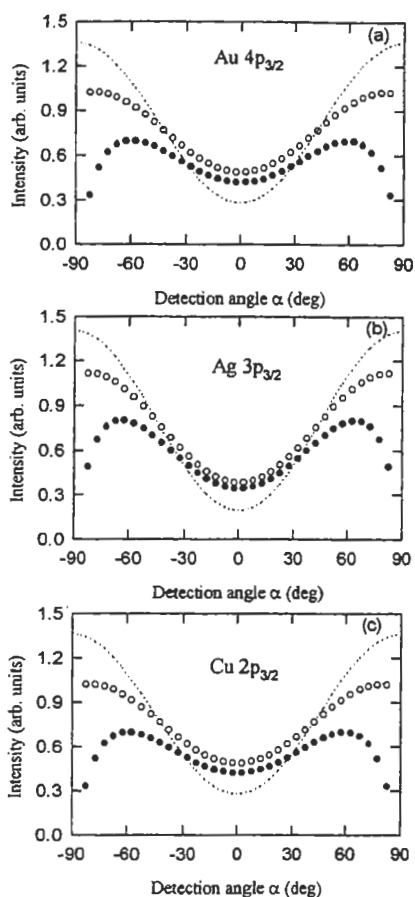 (a)
Au 4p3/2
Intensity (arb. units)
1.5
1.2
0.9
0.6
0.3
0.0
-90 -60 -30 0 30 60 90
Detection angle α (deg)
(b)
Ag 3p3/2
Intensity (arb. units)
1.5
1.2
0.9
0.6
0.3
0.0
-90 -60 -30 0 30 60 90
Detection angle α (deg)
(c)
Cu 2p3/2
Intensity (arb. units)
1.5
1.2
0.9
0.6
0.3
0.0
-90 -60 -30 0 30 60 90
Detection angle α (deg)